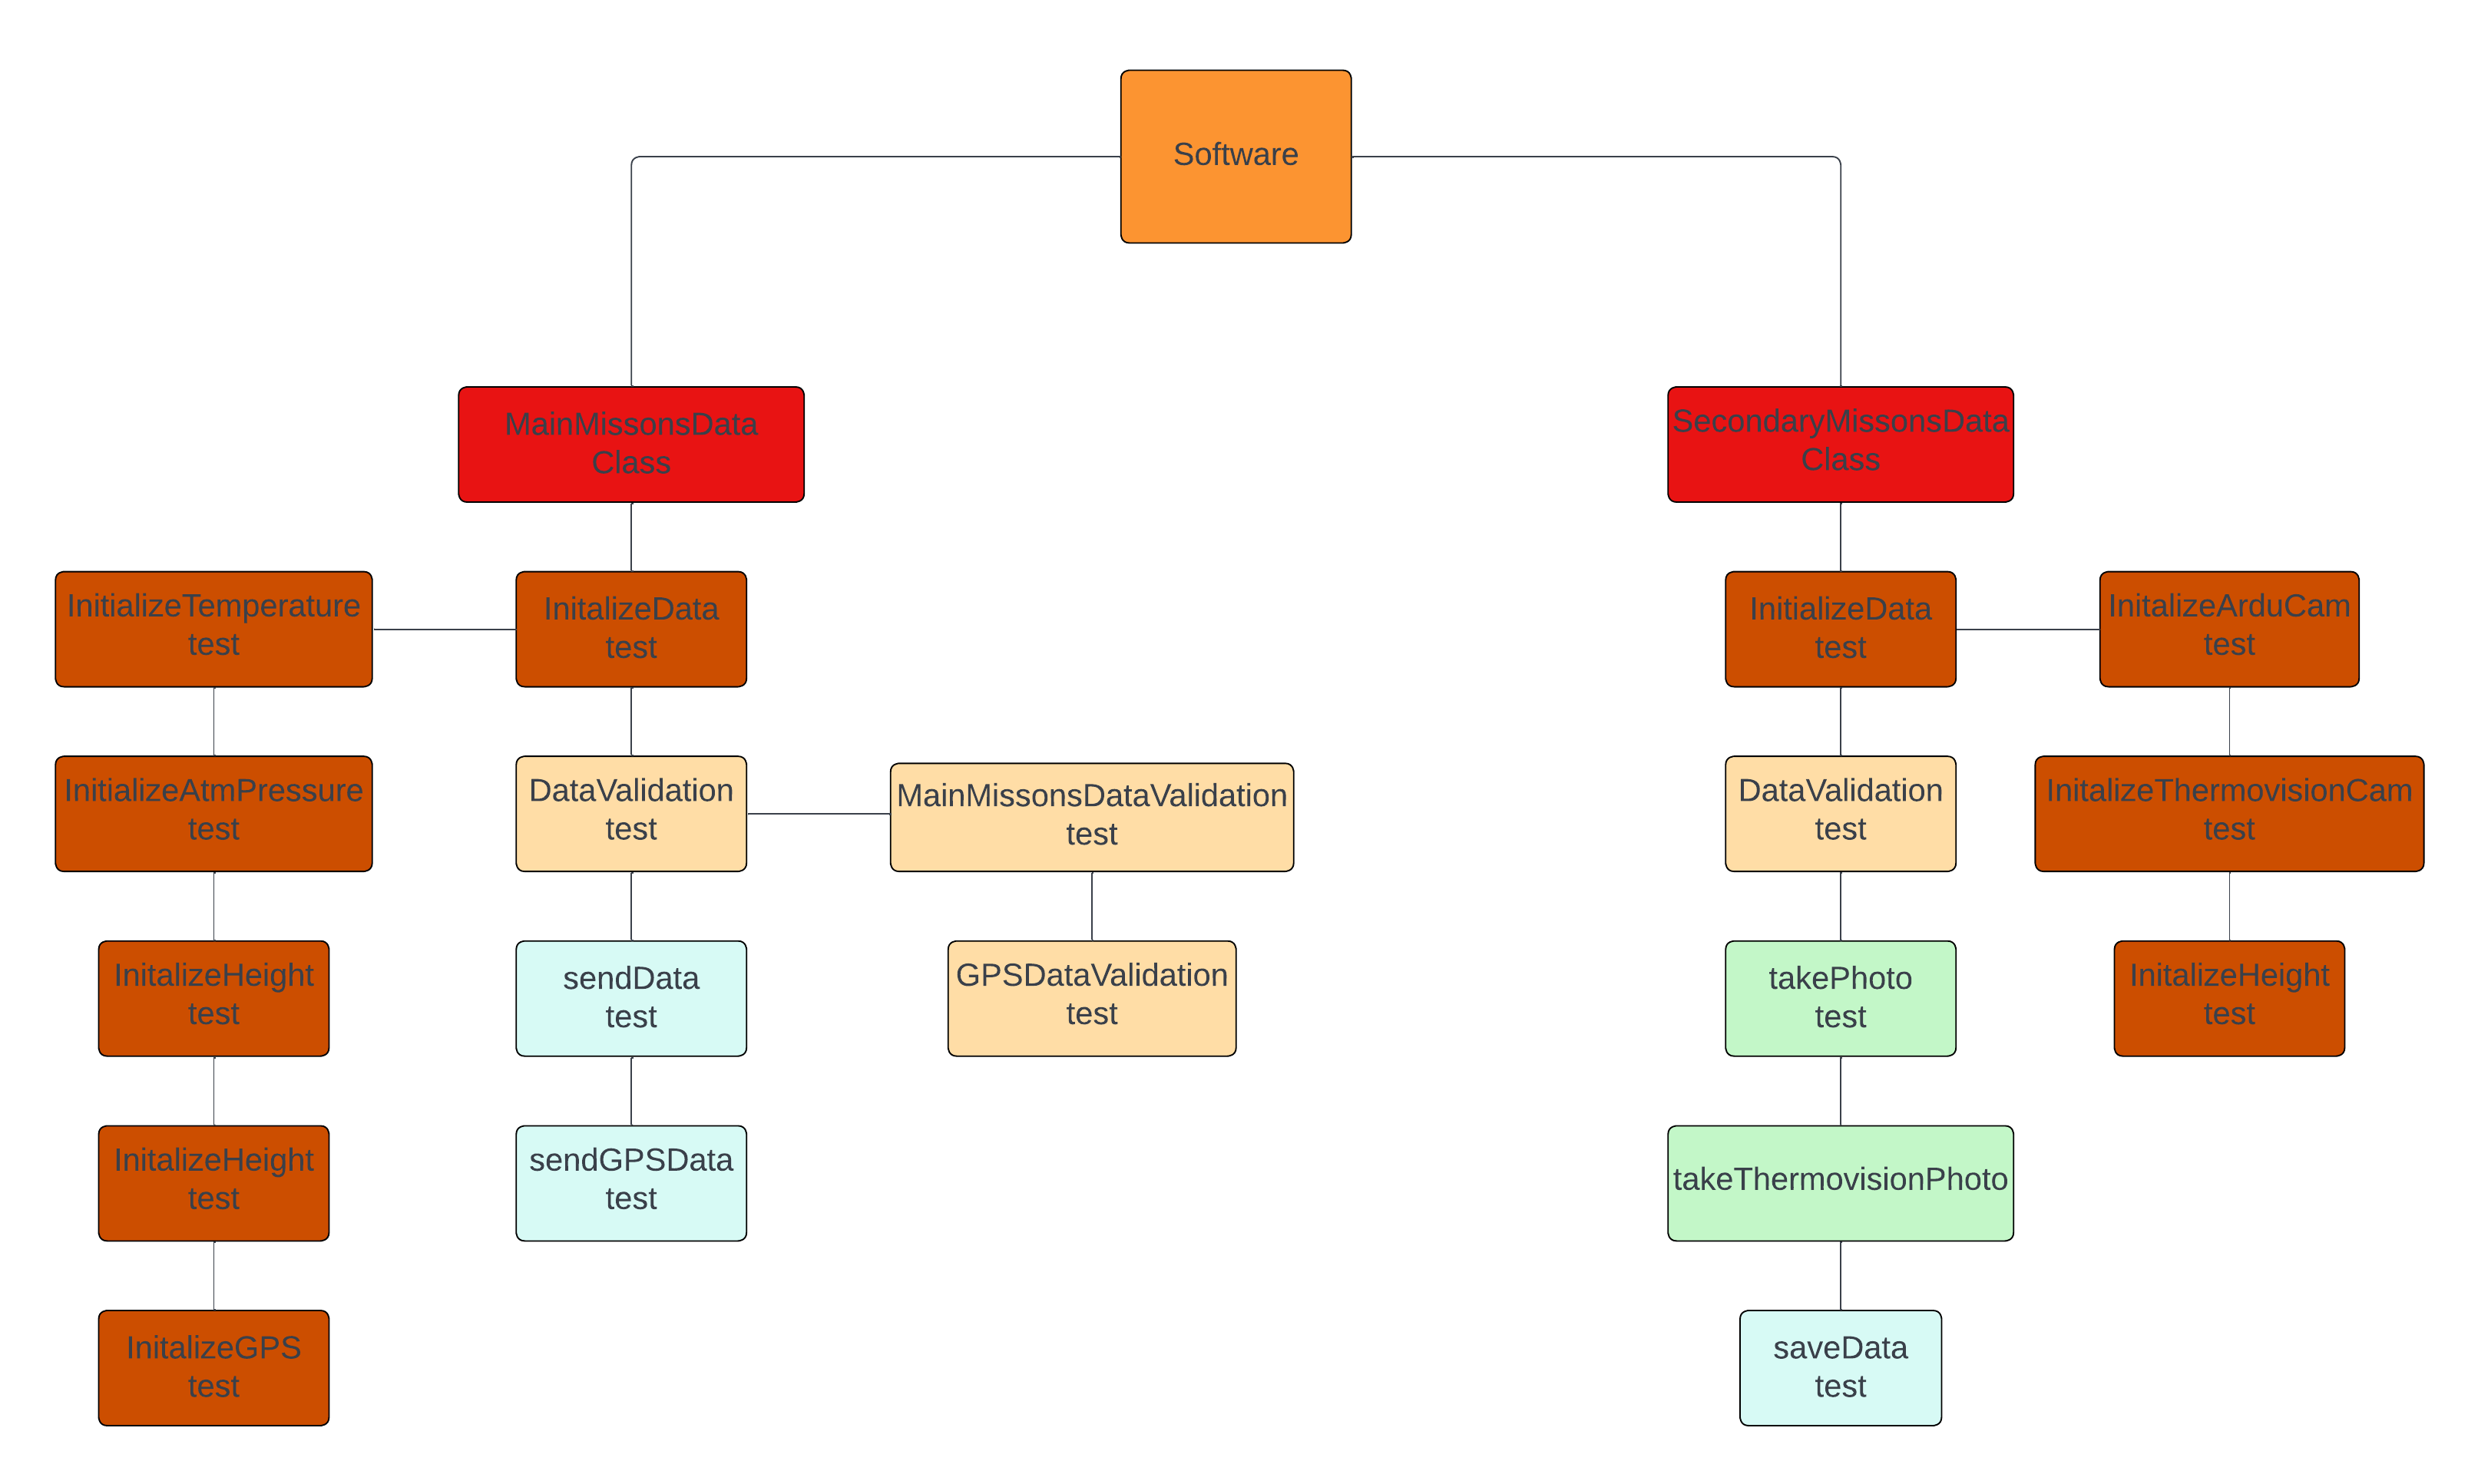 Software
MainMissonsData
Class
SecondaryMissonsData
Class
InitializeTemperature
test
InitalizeData
test
InitializeData
test
InitalizeArduCam
test
InitializeAtmPressure
test
DataValidation
test
MainMissonsDataValidation
test
DataValidation
test
InitalizeThermovisionCam
test
InitalizeHeight
test
sendData
test
GPSDataValidation
test
takePhoto
test
InitalizeHeight
test
InitalizeHeight
test
sendGPSData
test
takeThermovisionPhoto
InitalizeGPS
test
saveData
test